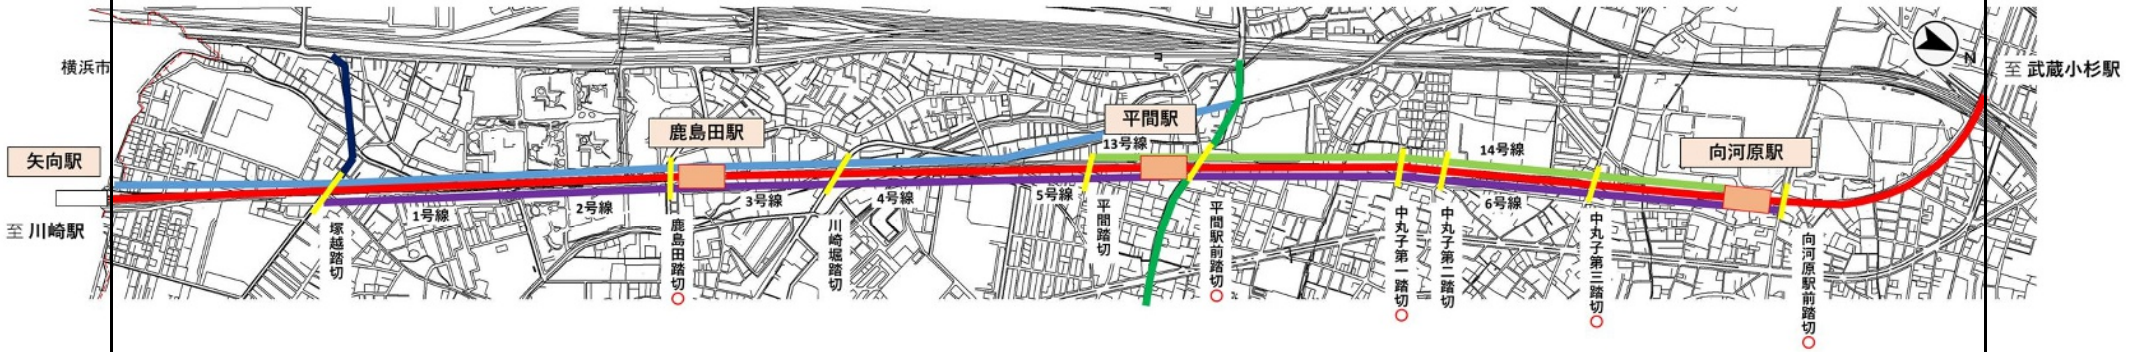 横浜市
矢向駅
至 川崎駅
塚越踏切
1号線
2号線
鹿島田駅
鹿島田踏切
3号線
川崎堀踏切
4号線
5号線
平間踏切
13号線
平間駅
平間駅前踏切
中丸子第一踏切
中丸子第二踏切
14号線
6号線
中丸子第三踏切
向河原駅
向河原駅前踏切
N
至 武蔵小杉駅